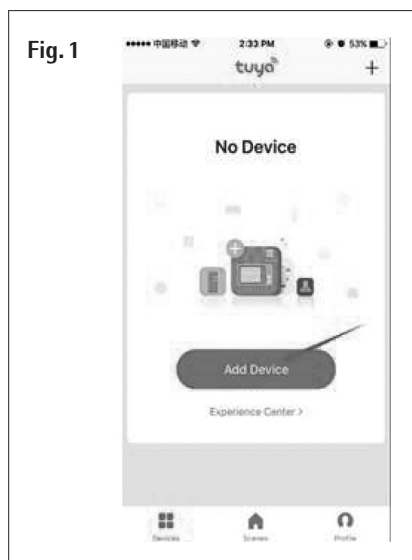 Fig. 1
中国移动 2:33 PM 53%
tuya
+
No Device
Add Device
Experience Center >
Devices Scenes Profile